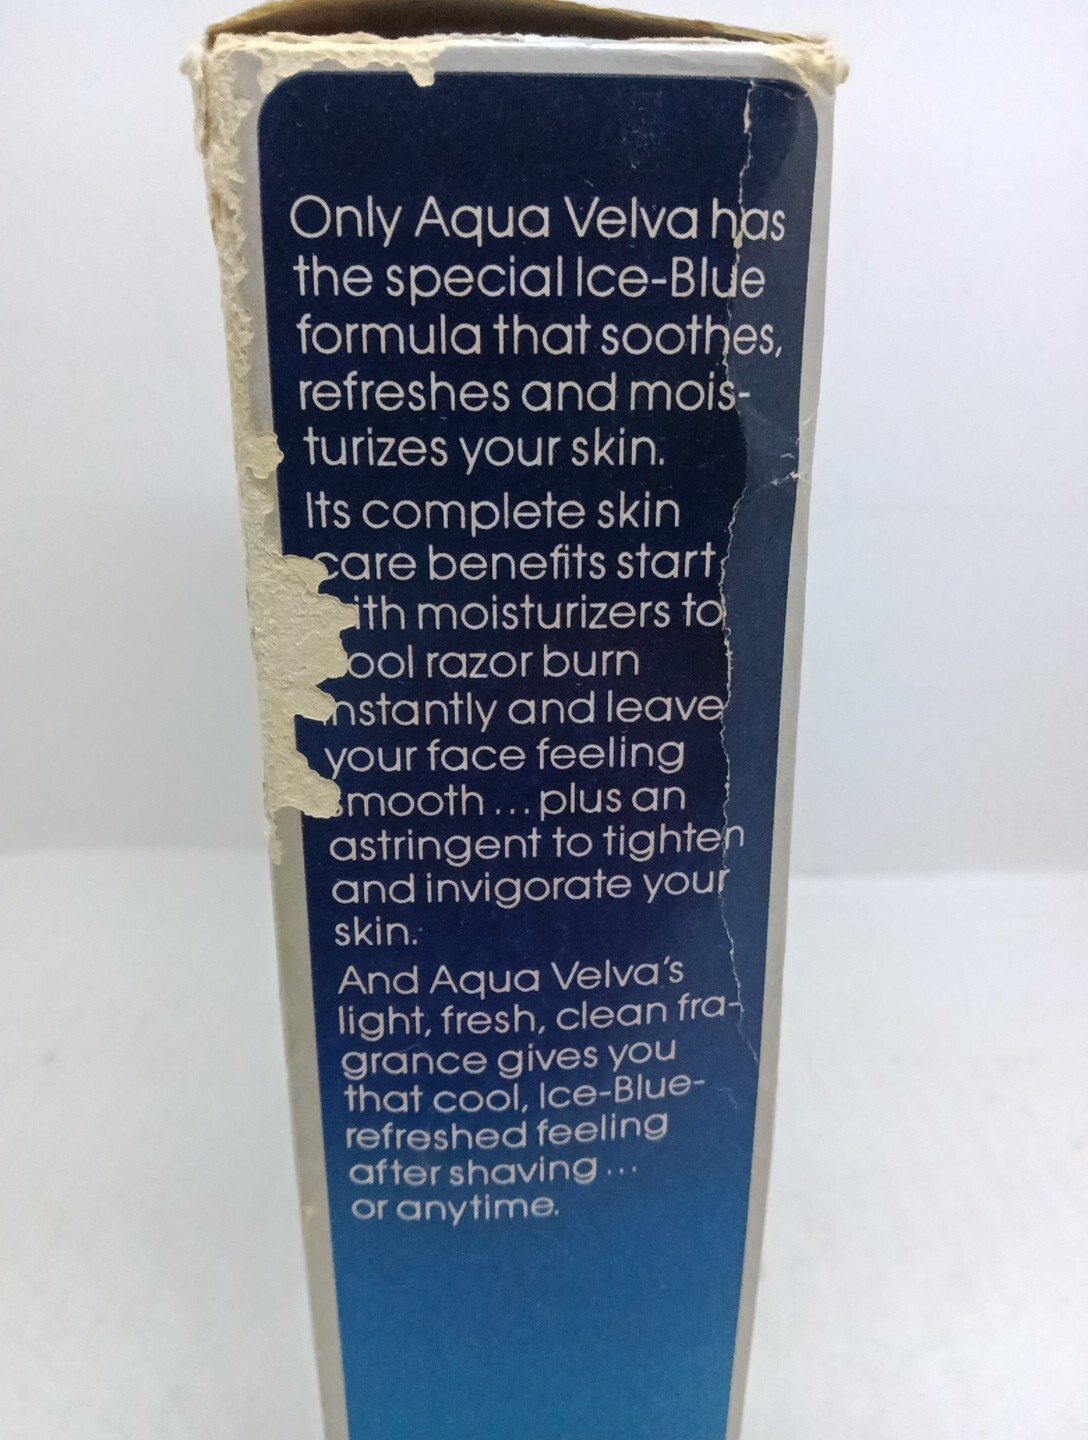 Only Aqua Velva has
the special Ice-Blue
formula that soothes,
refreshes and mois-
turizes your skin.
Its complete skin
care benefits start
with moisturizers to
cool razor burn
instantly and leave
your face feeling
smooth... plus an
astringent to tighten
and invigorate your
skin.
And Aqua Velva's
light, fresh, clean fra-
grance gives you
that cool, Ice-Blue-
refreshed feeling
after shaving...
or anytime.